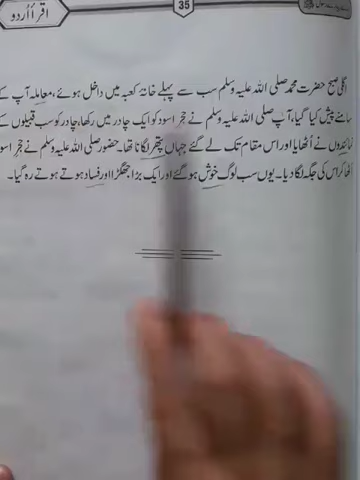 اقرأ اُردو
35
اگلی صبح حضرت محمد صلی اللہ علیہ وسلم سب سے پہلے خانۂ کعبہ میں داخل ہوئے، معاملہ آپ کے
سامنے پیش کیا گیا، آپ صلی اللہ علیہ وسلم نے حجرِ اسود کو ایک چادر میں رکھا، چادر کو سب قبیلوں کے
نمائندوں نے اُٹھایا اور اس مقام تک لے گئے جہاں پتھر لگانا تھا۔ حضور صلی اللہ علیہ وسلم نے حجرِ
اُٹھا کر اس کی جگہ لگا دیا۔ یوں سب لوگ خوش ہو گئے اور ایک بڑا جھگڑا اور فساد ہوتے ہوتے رہ گیا۔